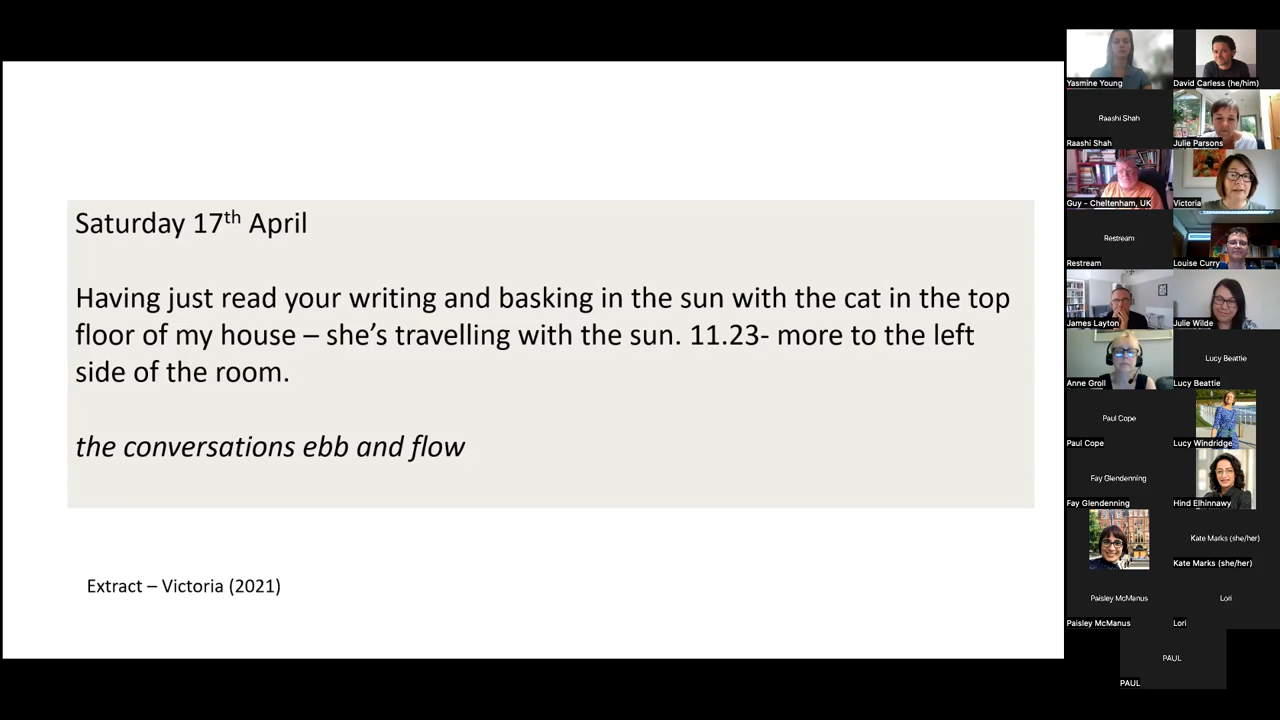 Saturday 17th April
Having just read your writing and basking in the sun with the cat in the top
floor of my house – she’s travelling with the sun. 11.23- more to the left
side of the room.
the conversations ebb and flow
Extract – Victoria (2021)
Yasmine Young
David Carless (he/him)
Raashi Shah
Raashi Shah
Julie Parsons
Guy - Cheltenham, UK
Victoria
Restream
Restream
Louise Curry
James Layton
Julie Wilde
Anne Groll
Lucy Beattie
Lucy Beattie
Paul Cope
Paul Cope
Lucy Windridge
Fay Glendenning
Fay Glendenning
Hind Elhinnawy
Kate Marks (she/her)
Kate Marks (she/her)
Paisley McManus
Paisley McManus
Lori
Lori
PAUL
PAUL